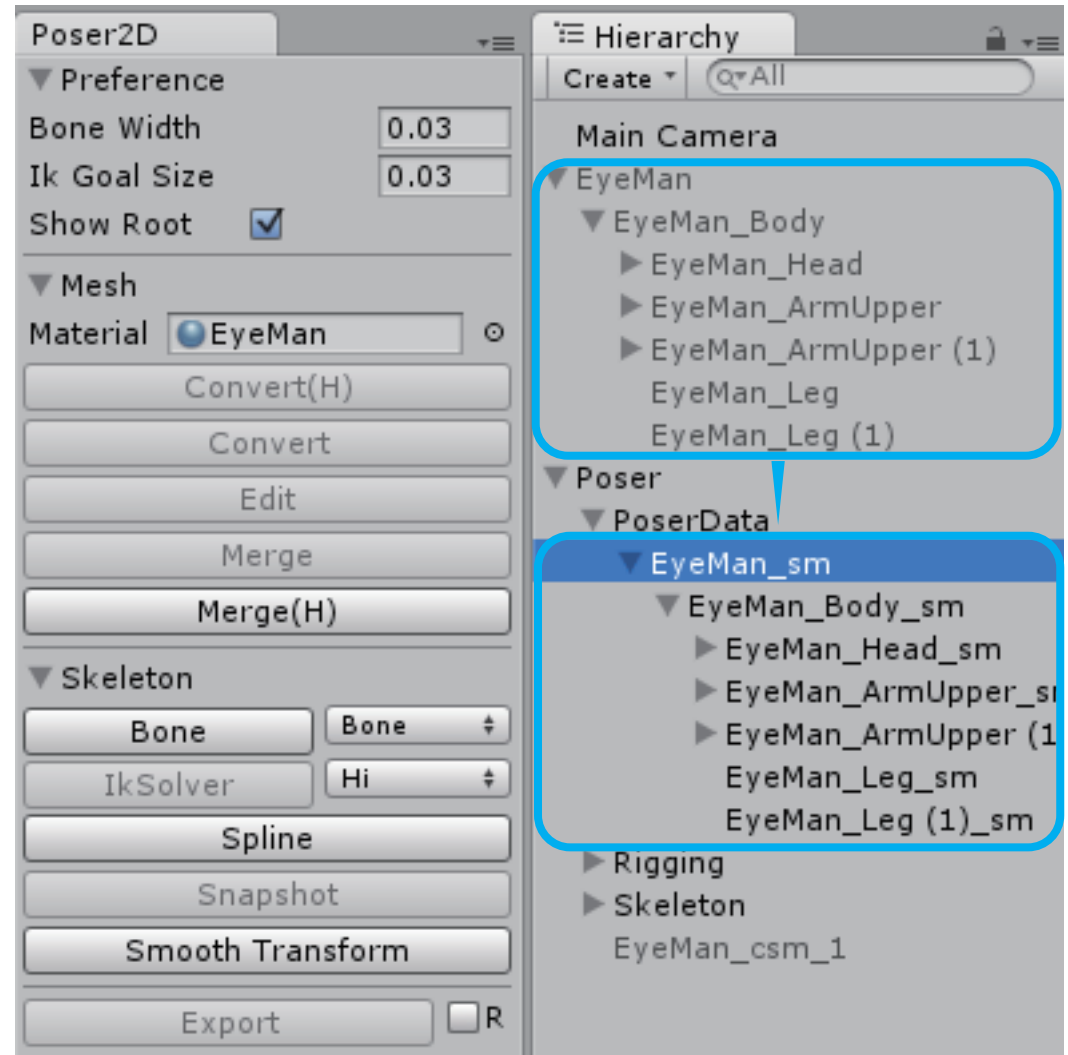 Poser2D
Preference
Bone Width 0.03
Ik Goal Size 0.03
Show Root
Mesh
Material EyeMan
Convert(H)
Convert
Edit
Merge
Merge(H)
Skeleton
Bone Bone
IkSolver Hi
Spline
Snapshot
Smooth Transform
Export R
Hierarchy
Create All
Main Camera
EyeMan
EyeMan_Body
EyeMan_Head
EyeMan_ArmUpper
EyeMan_ArmUpper (1)
EyeMan_Leg
EyeMan_Leg (1)
Poser
PoserData
EyeMan_sm
EyeMan_Body_sm
EyeMan_Head_sm
EyeMan_ArmUpper_s
EyeMan_ArmUpper (1
EyeMan_Leg_sm
EyeMan_Leg (1)_sm
Rigging
Skeleton
EyeMan_csm_1